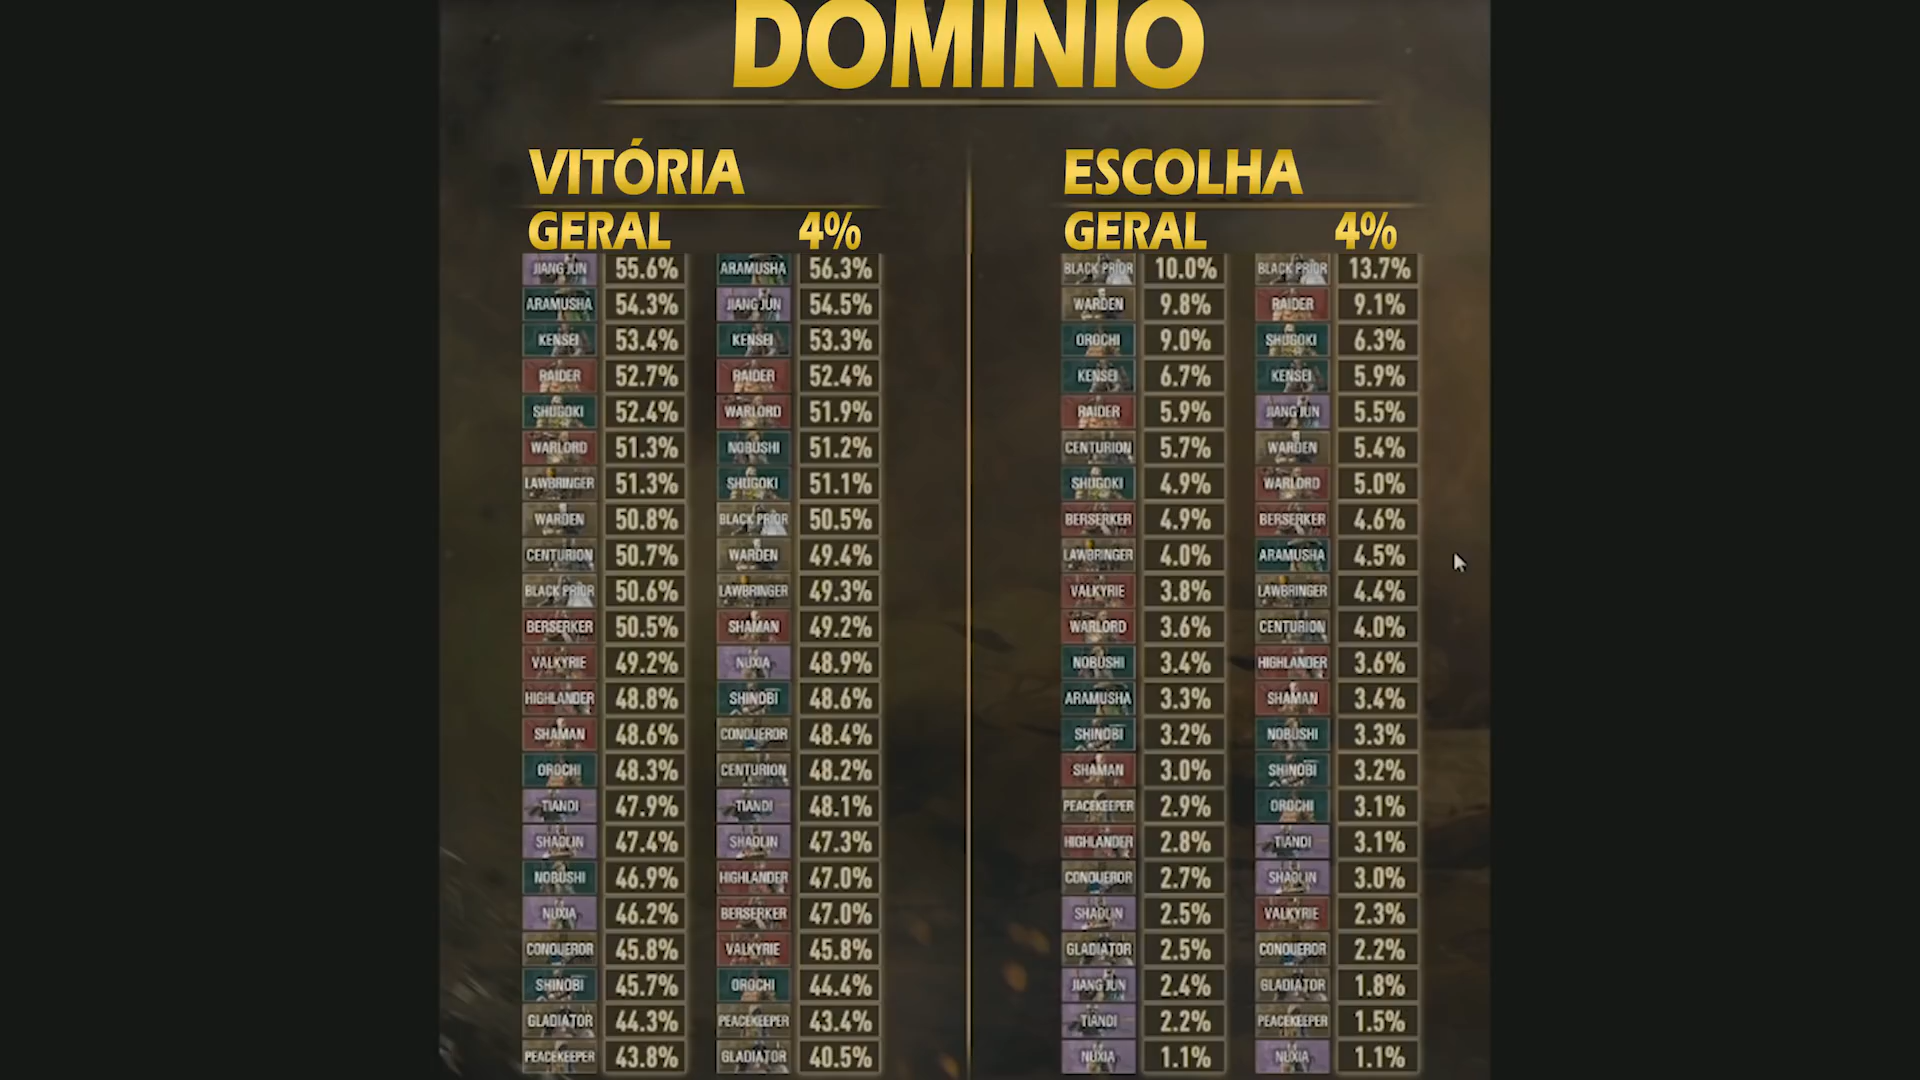 DOMÍNIO
VITÓRIA ESCOLHA
GERAL 4% GERAL 4%
JIANG JUN 55.6% ARAMUSHA 56.3% BLACK PRIOR 10.0% BLACK PRIOR 13.7%
ARAMUSHA 54.3% JIANG JUN 54.5% WARDEN 9.8% RAIDER 9.1%
KENSEI 53.4% KENSEI 53.3% OROCHI 9.0% SHUGOKI 6.3%
RAIDER 52.7% RAIDER 52.4% KENSEI 6.7% KENSEI 5.9%
SHUGOKI 52.4% WARLORD 51.9% RAIDER 5.9% JIANG JUN 5.5%
WARLORD 51.3% NOBUSHI 51.2% CENTURION 5.7% WARDEN 5.4%
LAWBRINGER 51.3% SHUGOKI 51.1% SHUGOKI 4.9% WARLORD 5.0%
WARDEN 50.8% BLACK PRIOR 50.5% BERSERKER 4.9% BERSERKER 4.6%
CENTURION 50.7% WARDEN 49.4% LAWBRINGER 4.0% ARAMUSHA 4.5%
BLACK PRIOR 50.6% LAWBRINGER 49.3% VALKYRIE 3.8% LAWBRINGER 4.4%
BERSERKER 50.5% SHAMAN 49.2% WARLORD 3.6% CENTURION 4.0%
VALKYRIE 49.2% NUXIA 48.9% NOBUSHI 3.4% HIGHLANDER 3.6%
HIGHLANDER 48.8% SHINOBI 48.6% ARAMUSHA 3.3% SHAMAN 3.4%
SHAMAN 48.6% CONQUEROR 48.4% SHINOBI 3.2% NOBUSHI 3.3%
OROCHI 48.3% CENTURION 48.2% SHAMAN 3.0% SHINOBI 3.2%
TIANDI 47.9% TIANDI 48.1% PEACEKEEPER 2.9% OROCHI 3.1%
SHAOLIN 47.4% SHAOLIN 47.3% HIGHLANDER 2.8% TIANDI 3.1%
NOBUSHI 46.9% HIGHLANDER 47.0% CONQUEROR 2.7% SHAOLIN 3.0%
NUXIA 46.2% BERSERKER 47.0% SHAOLIN 2.5% VALKYRIE 2.3%
CONQUEROR 45.8% VALKYRIE 45.8% GLADIATOR 2.5% CONQUEROR 2.2%
SHINOBI 45.7% OROCHI 44.4% JIANG JUN 2.4% GLADIATOR 1.8%
GLADIATOR 44.3% PEACEKEEPER 43.4% TIANDI 2.2% PEACEKEEPER 1.5%
PEACEKEEPER 43.8% GLADIATOR 40.5% NUXIA 1.1% NUXIA 1.1%